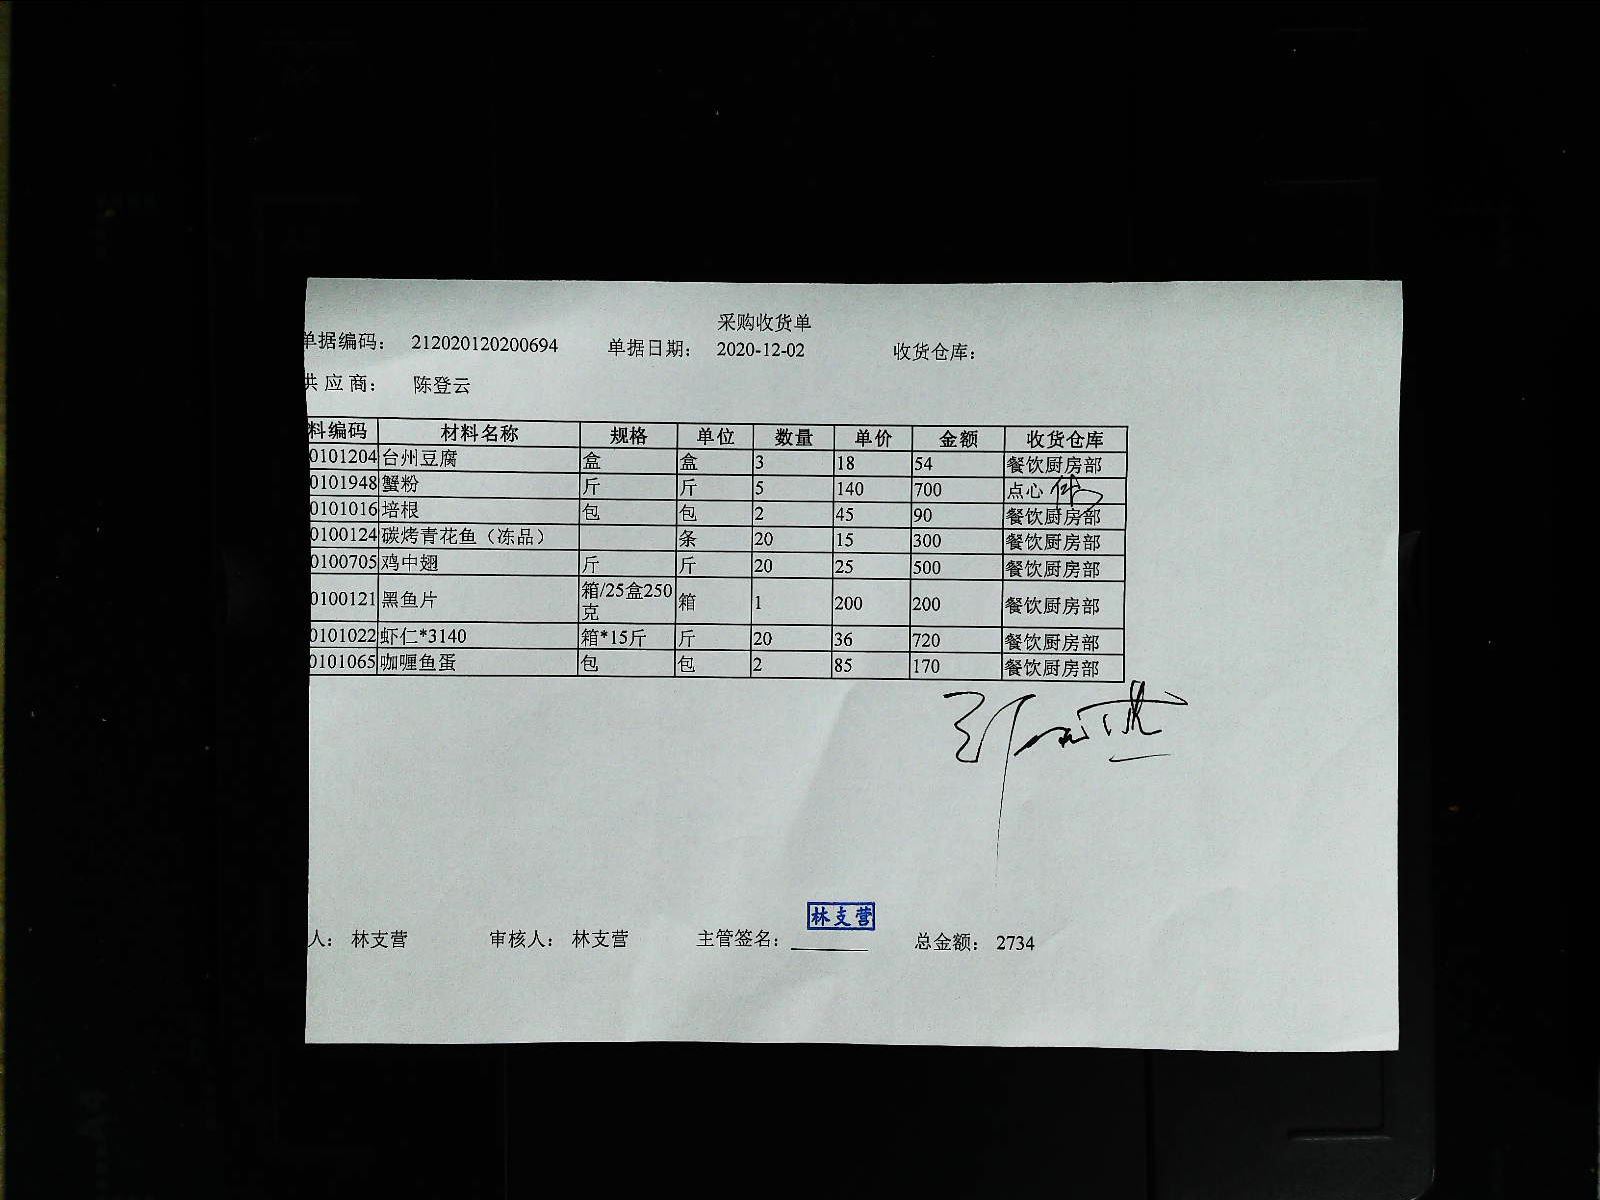 采购收货单
单据编码： 212020120200694 单据日期： 2020-12-02 收货仓库：
供应商： 陈登云
料编码 材料名称 规格 单位 数量 单价 金额 收货仓库
0101204 台州豆腐 盒 盒 3 18 54 餐饮厨房部
0101948 蟹粉 斤 斤 5 140 700 点心
0101016 培根 包 包 2 45 90 餐饮厨房部
0100124 碳烤青花鱼（冻品） 条 20 15 300 餐饮厨房部
0100705 鸡中翅 斤 斤 20 25 500 餐饮厨房部
0100121 黑鱼片 箱/25盒250克 箱 1 200 200 餐饮厨房部
0101022 虾仁*3140 箱*15斤 斤 20 36 720 餐饮厨房部
0101065 咖喱鱼蛋 包 包 2 85 170 餐饮厨房部
林支营
人： 林支营 审核人： 林支营 主管签名： 总金额： 2734